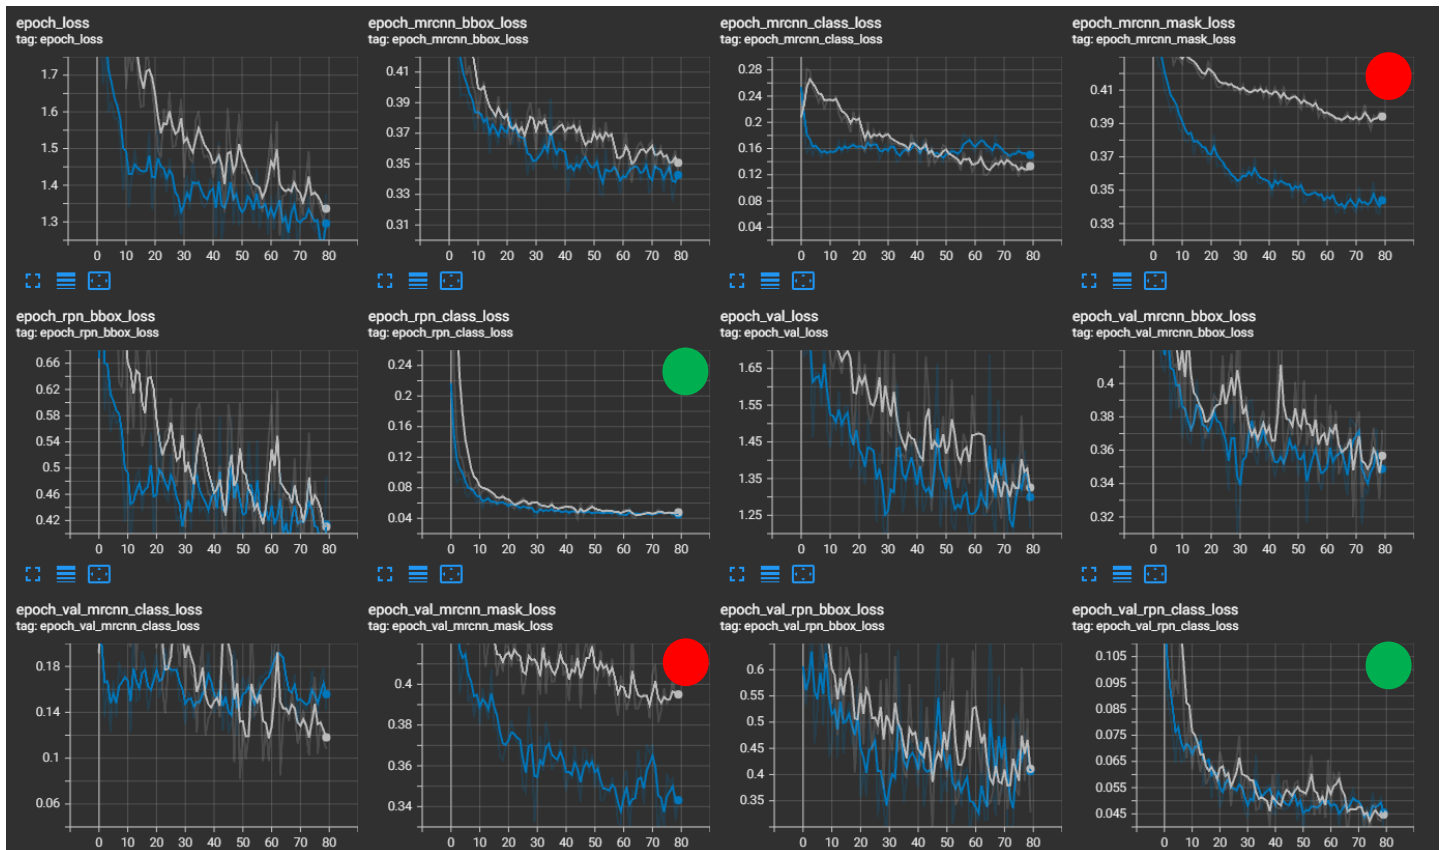 epoch_loss
tag: epoch_loss
1.7
1.6
1.5
1.4
1.3
0 10 20 30 40 50 60 70 80
epoch_mrcnn_bbox_loss
tag: epoch_mrcnn_bbox_loss
0.41
0.39
0.37
0.35
0.33
0.31
0 10 20 30 40 50 60 70 80
epoch_mrcnn_class_loss
tag: epoch_mrcnn_class_loss
0.28
0.24
0.2
0.16
0.12
0.08
0.04
0 10 20 30 40 50 60 70 80
epoch_mrcnn_mask_loss
tag: epoch_mrcnn_mask_loss
0.41
0.39
0.37
0.35
0.33
0 10 20 30 40 50 60 70 80
epoch_rpn_bbox_loss
tag: epoch_rpn_bbox_loss
0.66
0.62
0.58
0.54
0.5
0.46
0.42
0 10 20 30 40 50 60 70 80
epoch_rpn_class_loss
tag: epoch_rpn_class_loss
0.24
0.2
0.16
0.12
0.08
0.04
0 10 20 30 40 50 60 70 80
epoch_val_loss
tag: epoch_val_loss
1.65
1.55
1.45
1.35
1.25
0 10 20 30 40 50 60 70 80
epoch_val_mrcnn_bbox_loss
tag: epoch_val_mrcnn_bbox_loss
0.4
0.38
0.36
0.34
0.32
0 10 20 30 40 50 60 70 80
epoch_val_mrcnn_class_loss
tag: epoch_val_mrcnn_class_loss
0.18
0.14
0.1
0.06
0 10 20 30 40 50 60 70 80
epoch_val_mrcnn_mask_loss
tag: epoch_val_mrcnn_mask_loss
0.4
0.38
0.36
0.34
0 10 20 30 40 50 60 70 80
epoch_val_rpn_bbox_loss
tag: epoch_val_rpn_bbox_loss
0.6
0.55
0.5
0.45
0.4
0.35
0 10 20 30 40 50 60 70 80
epoch_val_rpn_class_loss
tag: epoch_val_rpn_class_loss
0.105
0.095
0.085
0.075
0.065
0.055
0.045
0 10 20 30 40 50 60 70 80